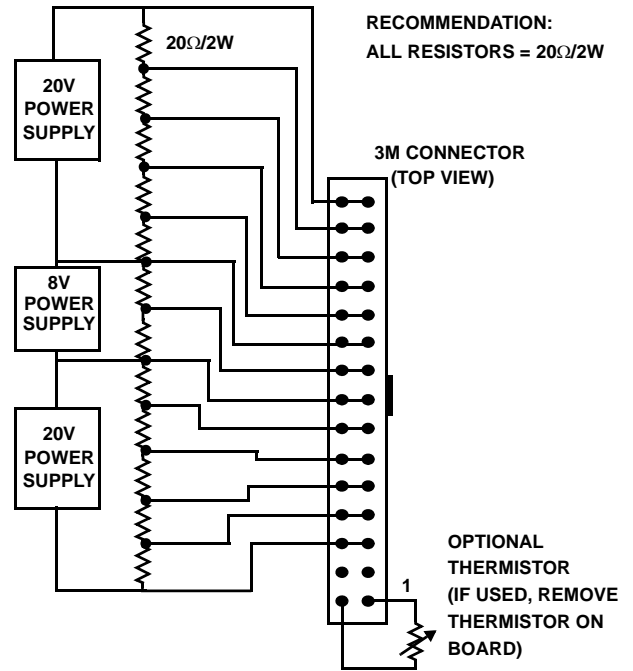 RECOMMENDATION:
ALL RESISTORS = 20Ω/2W
20Ω/2W
20V
POWER
SUPPLY
3M CONNECTOR
(TOP VIEW)
8V
POWER
SUPPLY
20V
POWER
SUPPLY
1
OPTIONAL
THERMISTOR
(IF USED, REMOVE
THERMISTOR ON
BOARD)